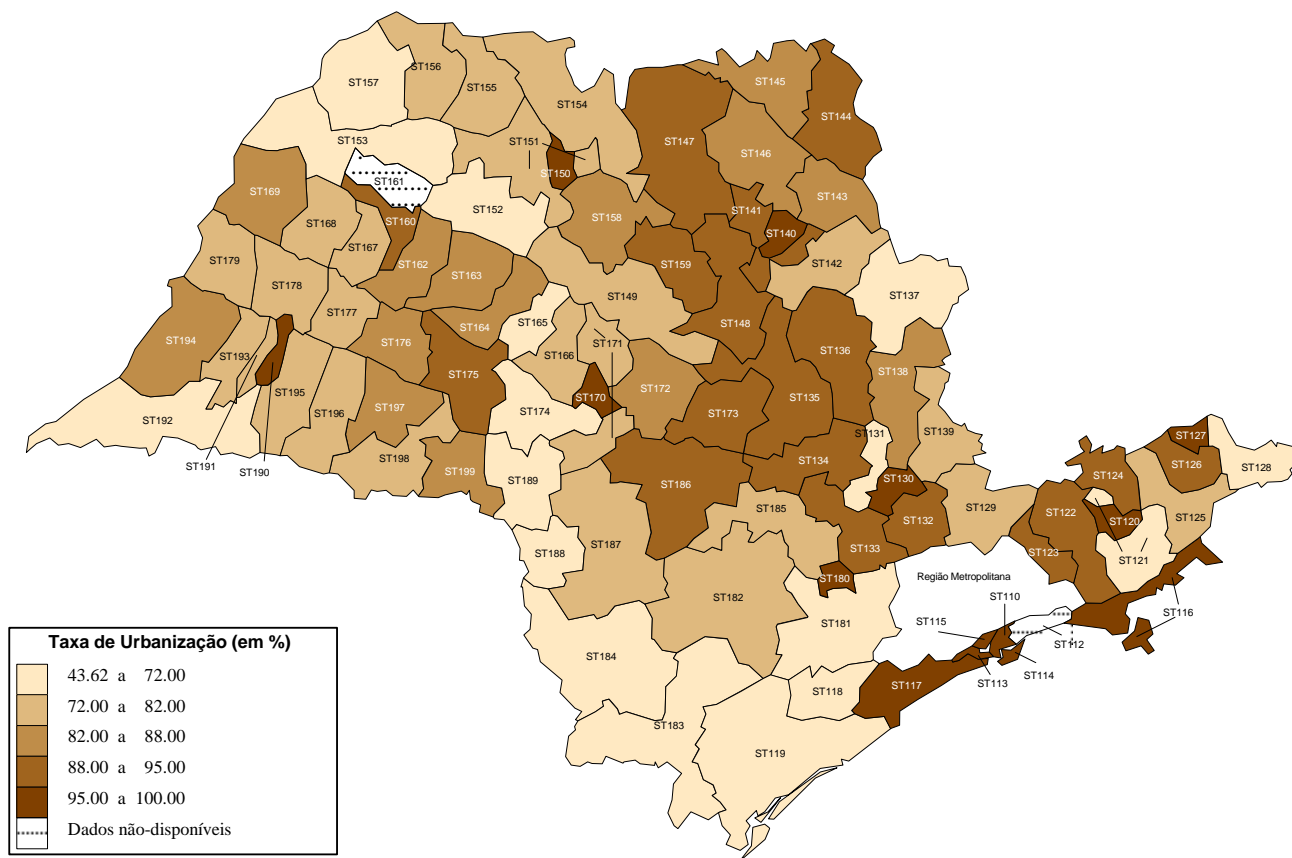 ST157
ST156
ST155
ST154
ST145
ST144
ST153
ST151
ST147
ST146
ST150
ST161
ST169
ST143
ST152
ST158
ST141
ST160
ST168
ST140
ST167
ST179
ST162
ST159
ST142
ST163
ST178
ST137
ST149
ST177
ST164
ST165
ST148
ST194
ST176
ST171
ST136
ST193
ST166
ST175
ST172
ST138
ST170
ST173
ST135
ST192
ST195
ST196
ST197
ST174
ST131
ST139
ST127
ST191
ST190
ST198
ST134
ST126
ST128
ST199
ST189
ST186
ST130
ST124
ST185
ST129
ST122
ST125
ST132
ST120
ST187
ST188
ST133
ST123
ST121
ST180
Região Metropolitana
ST182
ST110
ST116
ST181
ST115
ST112
ST184
ST113
ST114
ST117
ST118
ST183
ST119
Taxa de Urbanização (em %)
43.62 a 72.00
72.00 a 82.00
82.00 a 88.00
88.00 a 95.00
95.00 a 100.00
Dados não-disponíveis